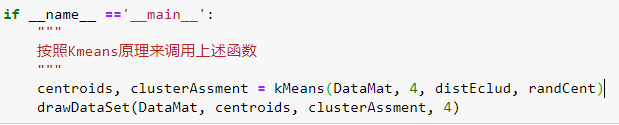 if __name__ =='__main__':
"""
按照Kmeans原理来调用上述函数
"""
centroids, clusterAssment = kMeans(DataMat, 4, distEclud, randCent)
drawDataSet(DataMat, centroids, clusterAssment, 4)